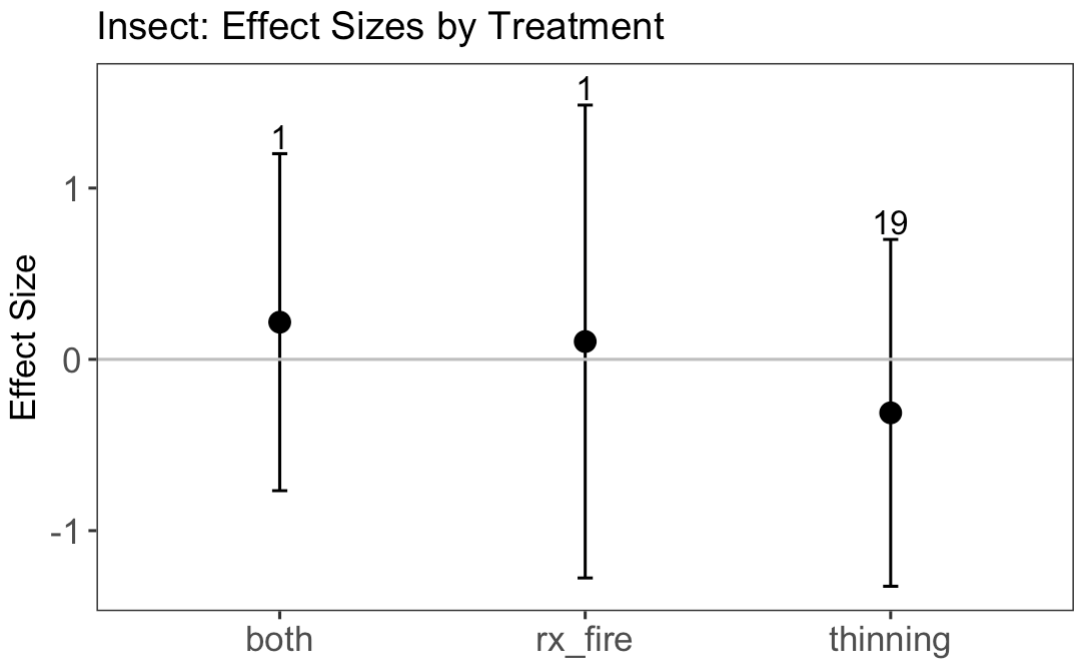 Insect: Effect Sizes by Treatment
1
1
19
1
0
-1
Effect Size
both
rx_fire
thinning